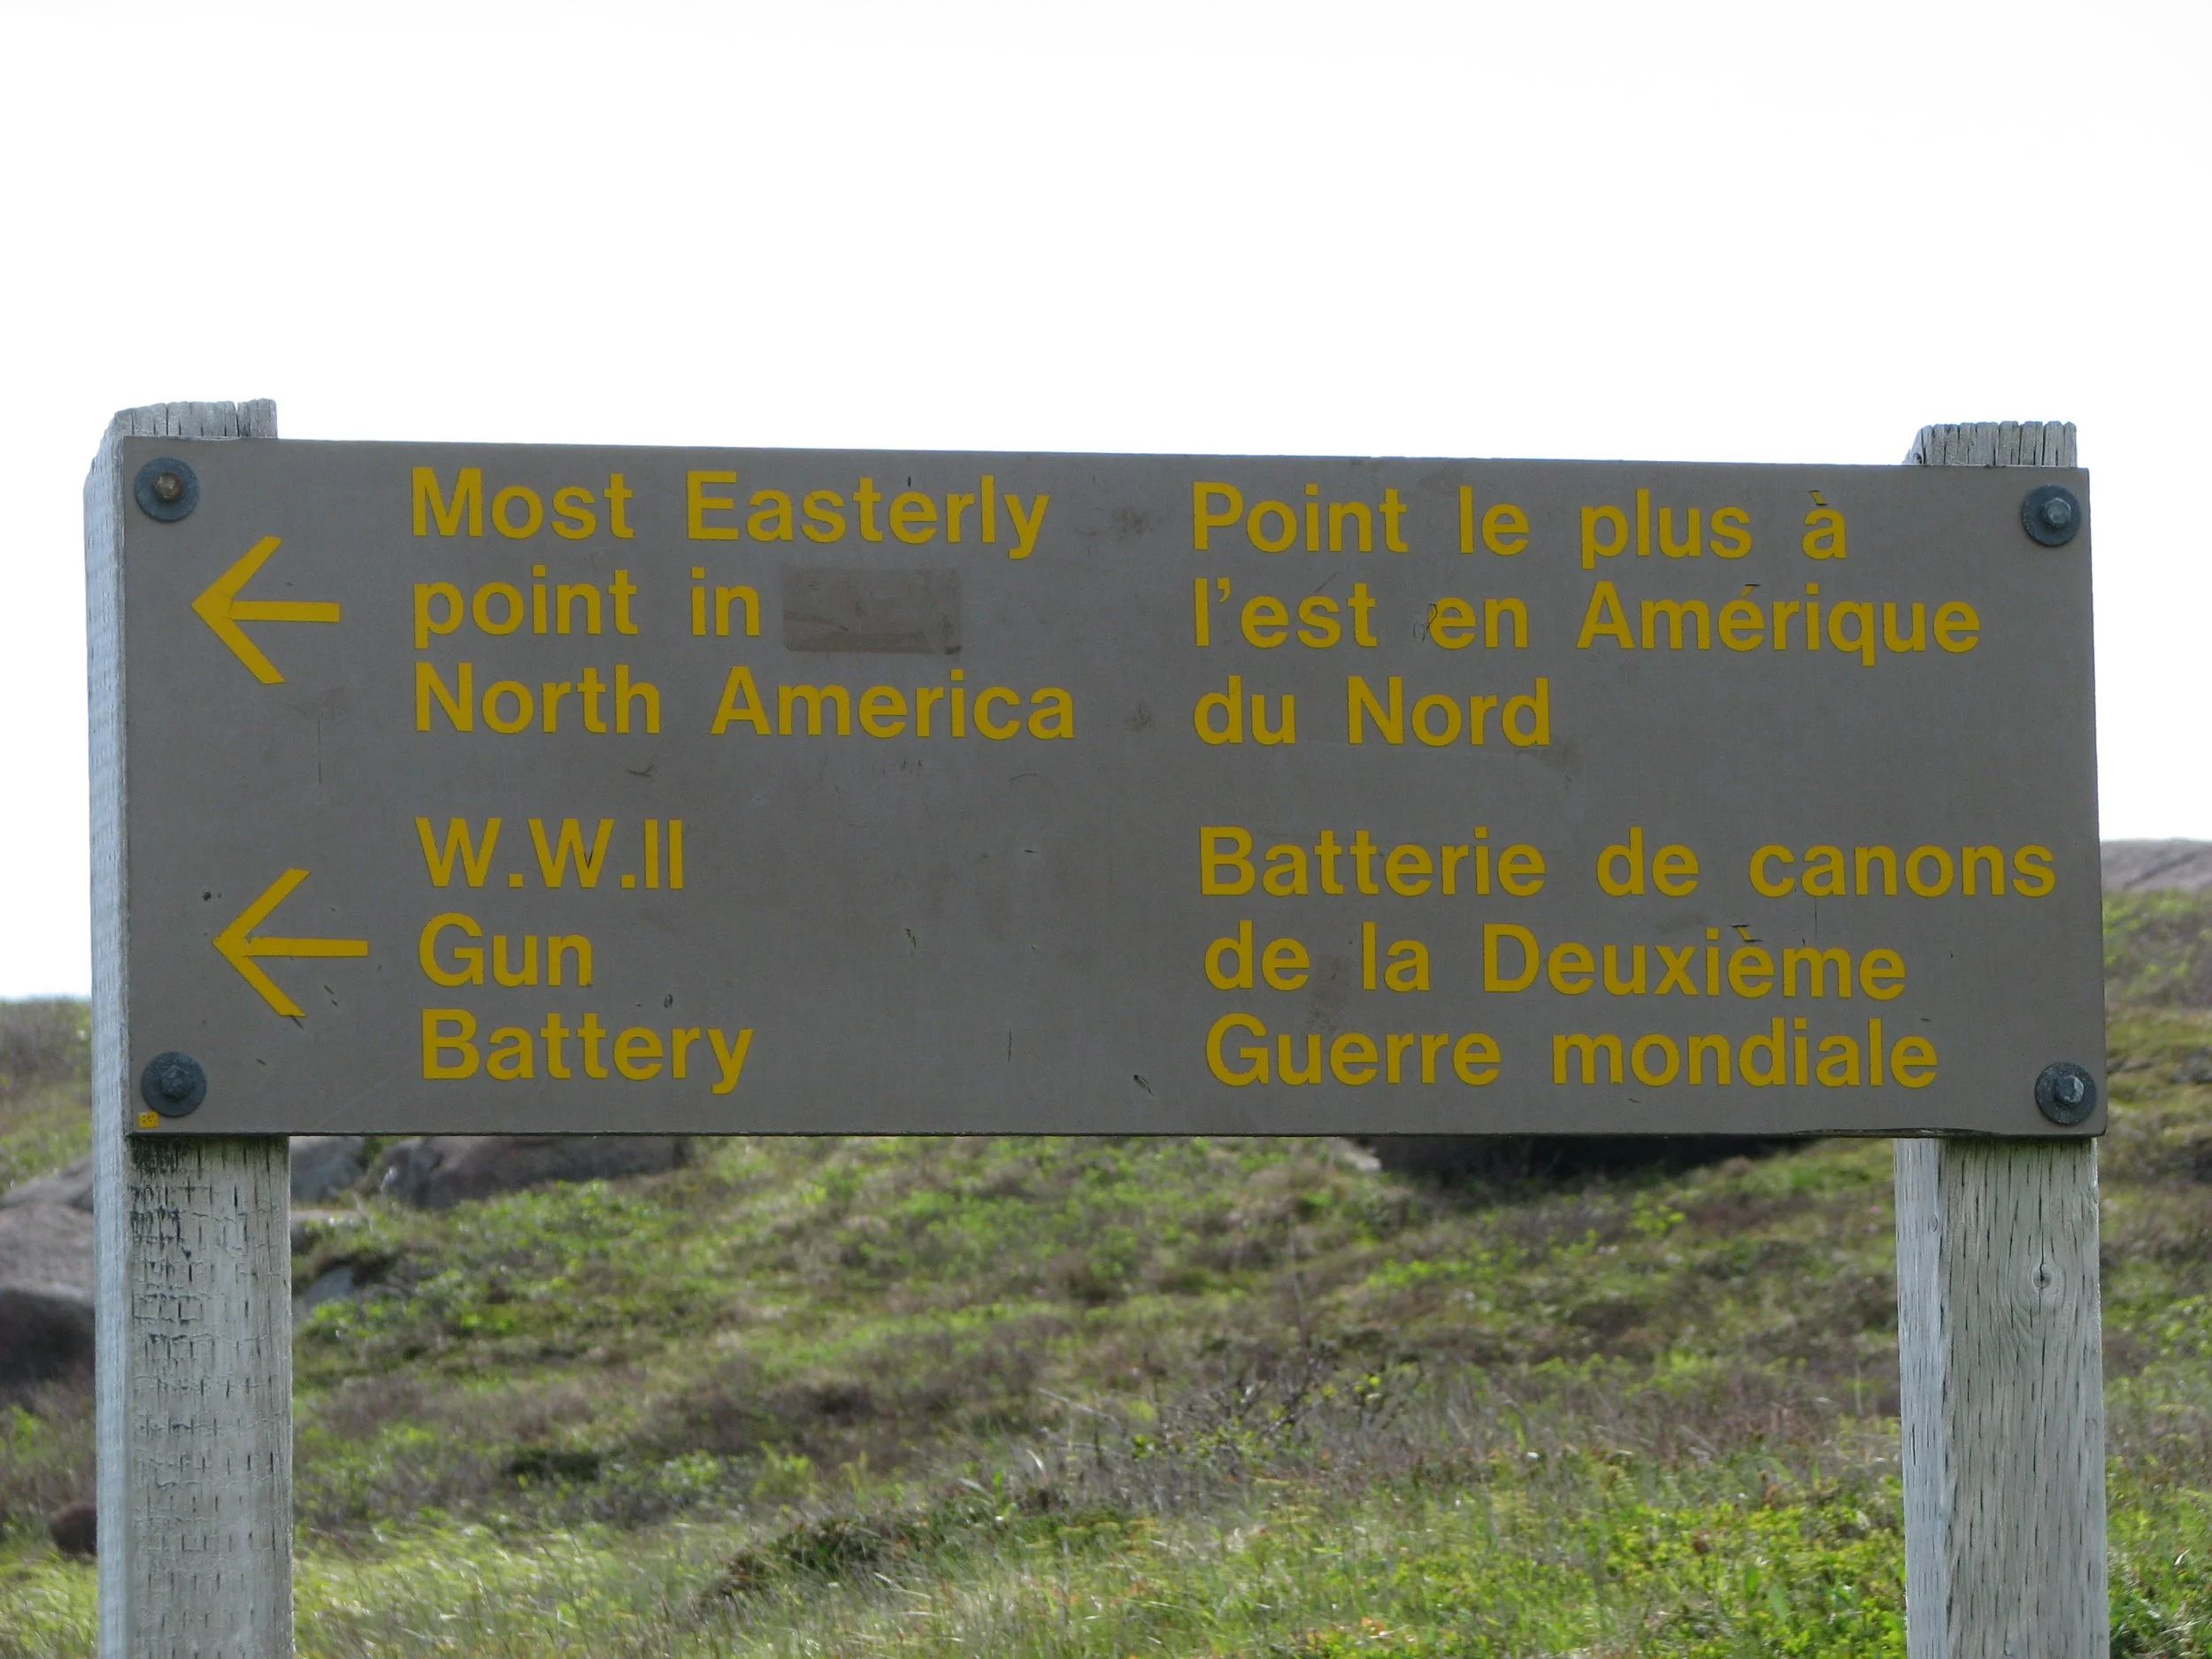 Most Easterly
point in
North America
W.W.II
Gun
Battery
Point le plus à
l'est en Amérique
du Nord
Batterie de canons
de la Deuxième
Guerre mondiale